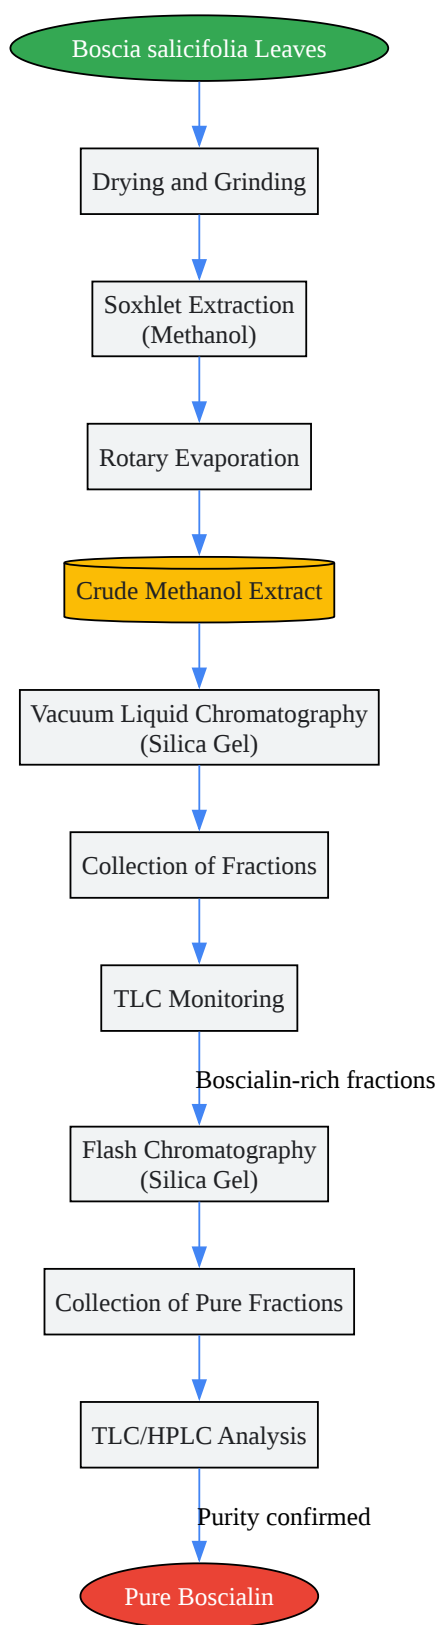 Boscia salicifolia Leaves
Drying and Grinding
Soxhlet Extraction
(Methanol)
Rotary Evaporation
Crude Methanol Extract
Vacuum Liquid Chromatography
(Silica Gel)
Collection of Fractions
TLC Monitoring
Boscialin-rich fractions
Flash Chromatography
(Silica Gel)
Collection of Pure Fractions
TLC/HPLC Analysis
Purity confirmed
Pure Boscialin